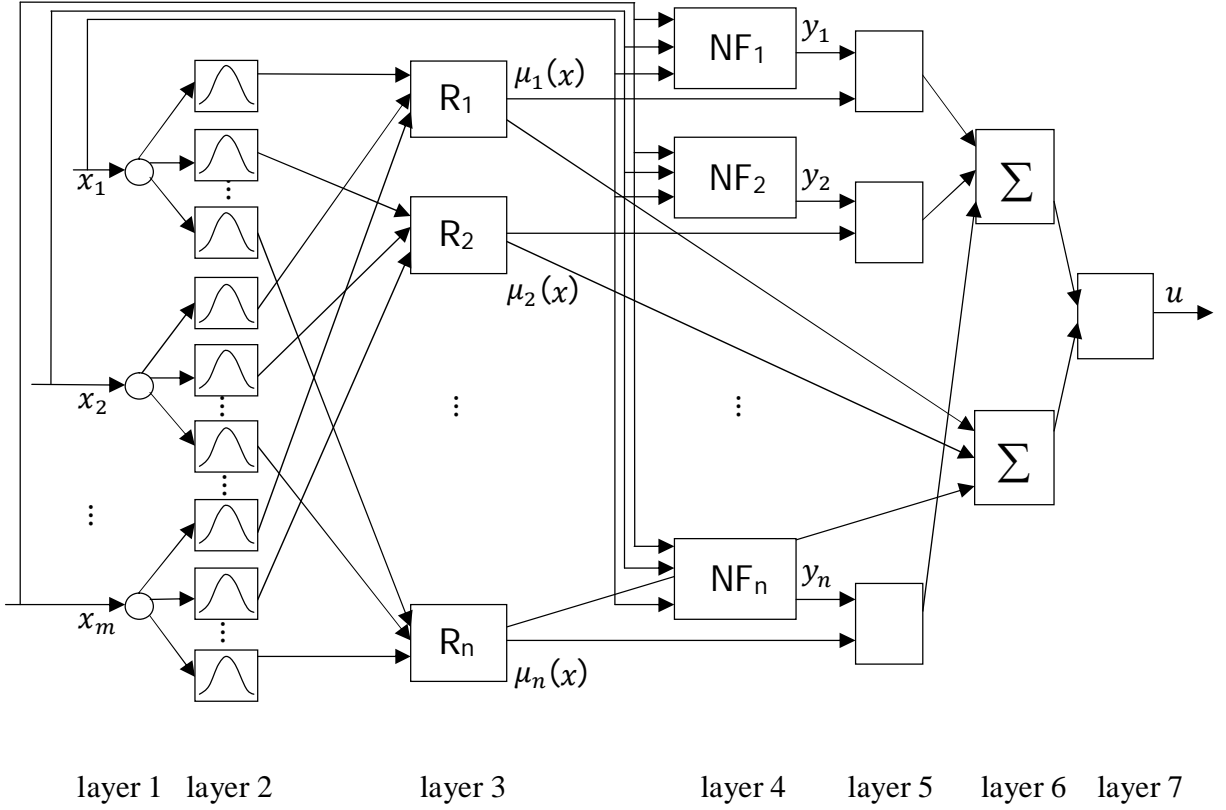 NF₁
y₁
R₁
μ₁(x)
x₁
NF₂
y₂
R₂
μ₂(x)
Σ
u
x₂
Σ
NFₙ
yₙ
xₘ
Rₙ
μₙ(x)
layer 1 layer 2 layer 3 layer 4 layer 5 layer 6 layer 7